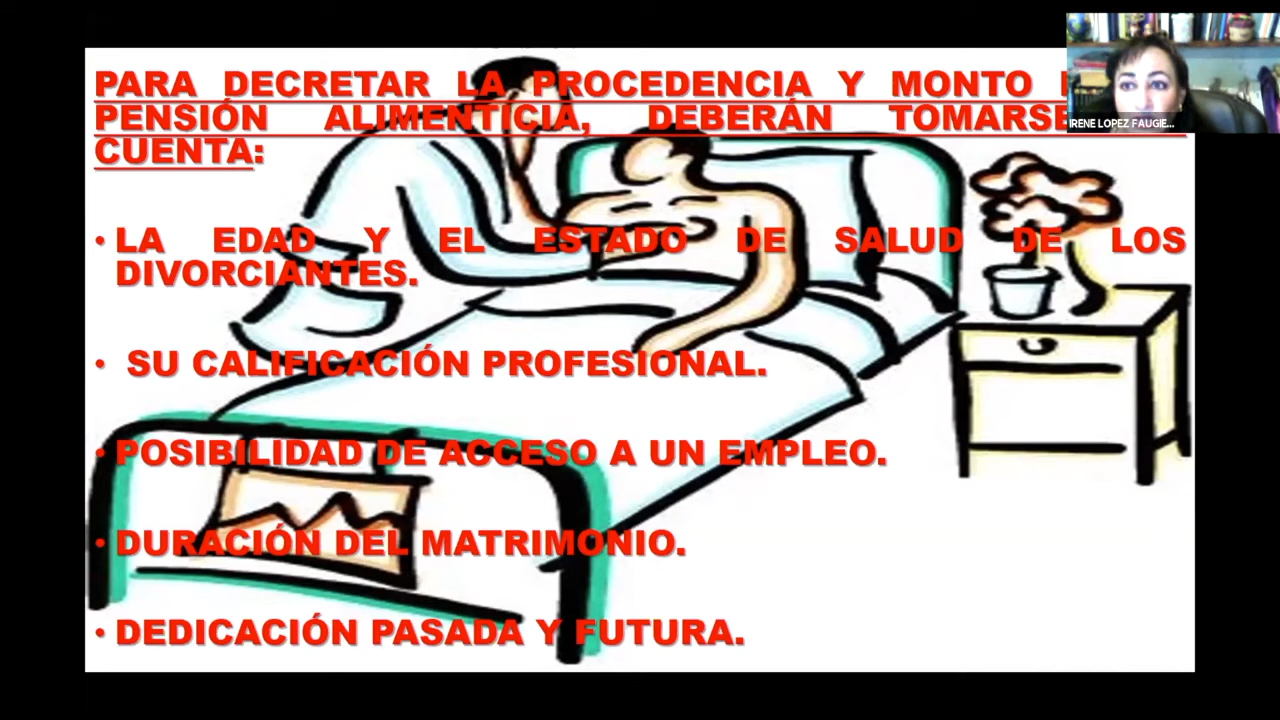 PARA DECRETAR LA PROCEDENCIA Y MONTO
PENSIÓN ALIMENTICIA, DEBERÁN TOMARSE
CUENTA:
• LA EDAD Y EL ESTADO DE SALUD DE LOS
DIVORCIANTES.
• SU CALIFICACIÓN PROFESIONAL.
• POSIBILIDAD DE ACCESO A UN EMPLEO.
• DURACIÓN DEL MATRIMONIO.
• DEDICACIÓN PASADA Y FUTURA.
IRENE LOPEZ FAUGIE...